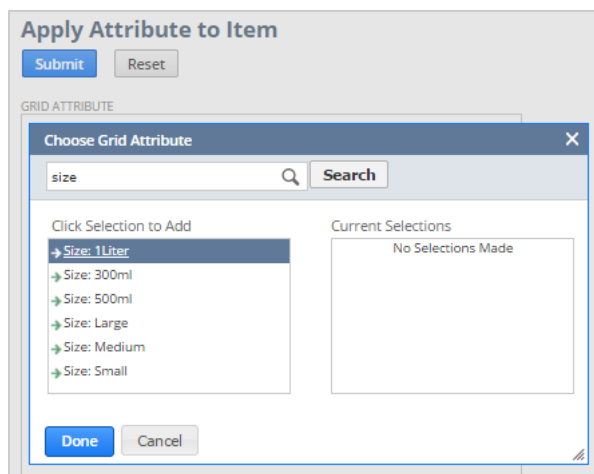 Apply Attribute to Item
Submit Reset
GRID ATTRIBUTE
Choose Grid Attribute
size Search
Click Selection to Add
Size: 1Liter
Size: 300ml
Size: 500ml
Size: Large
Size: Medium
Size: Small
Current Selections
No Selections Made
Done Cancel